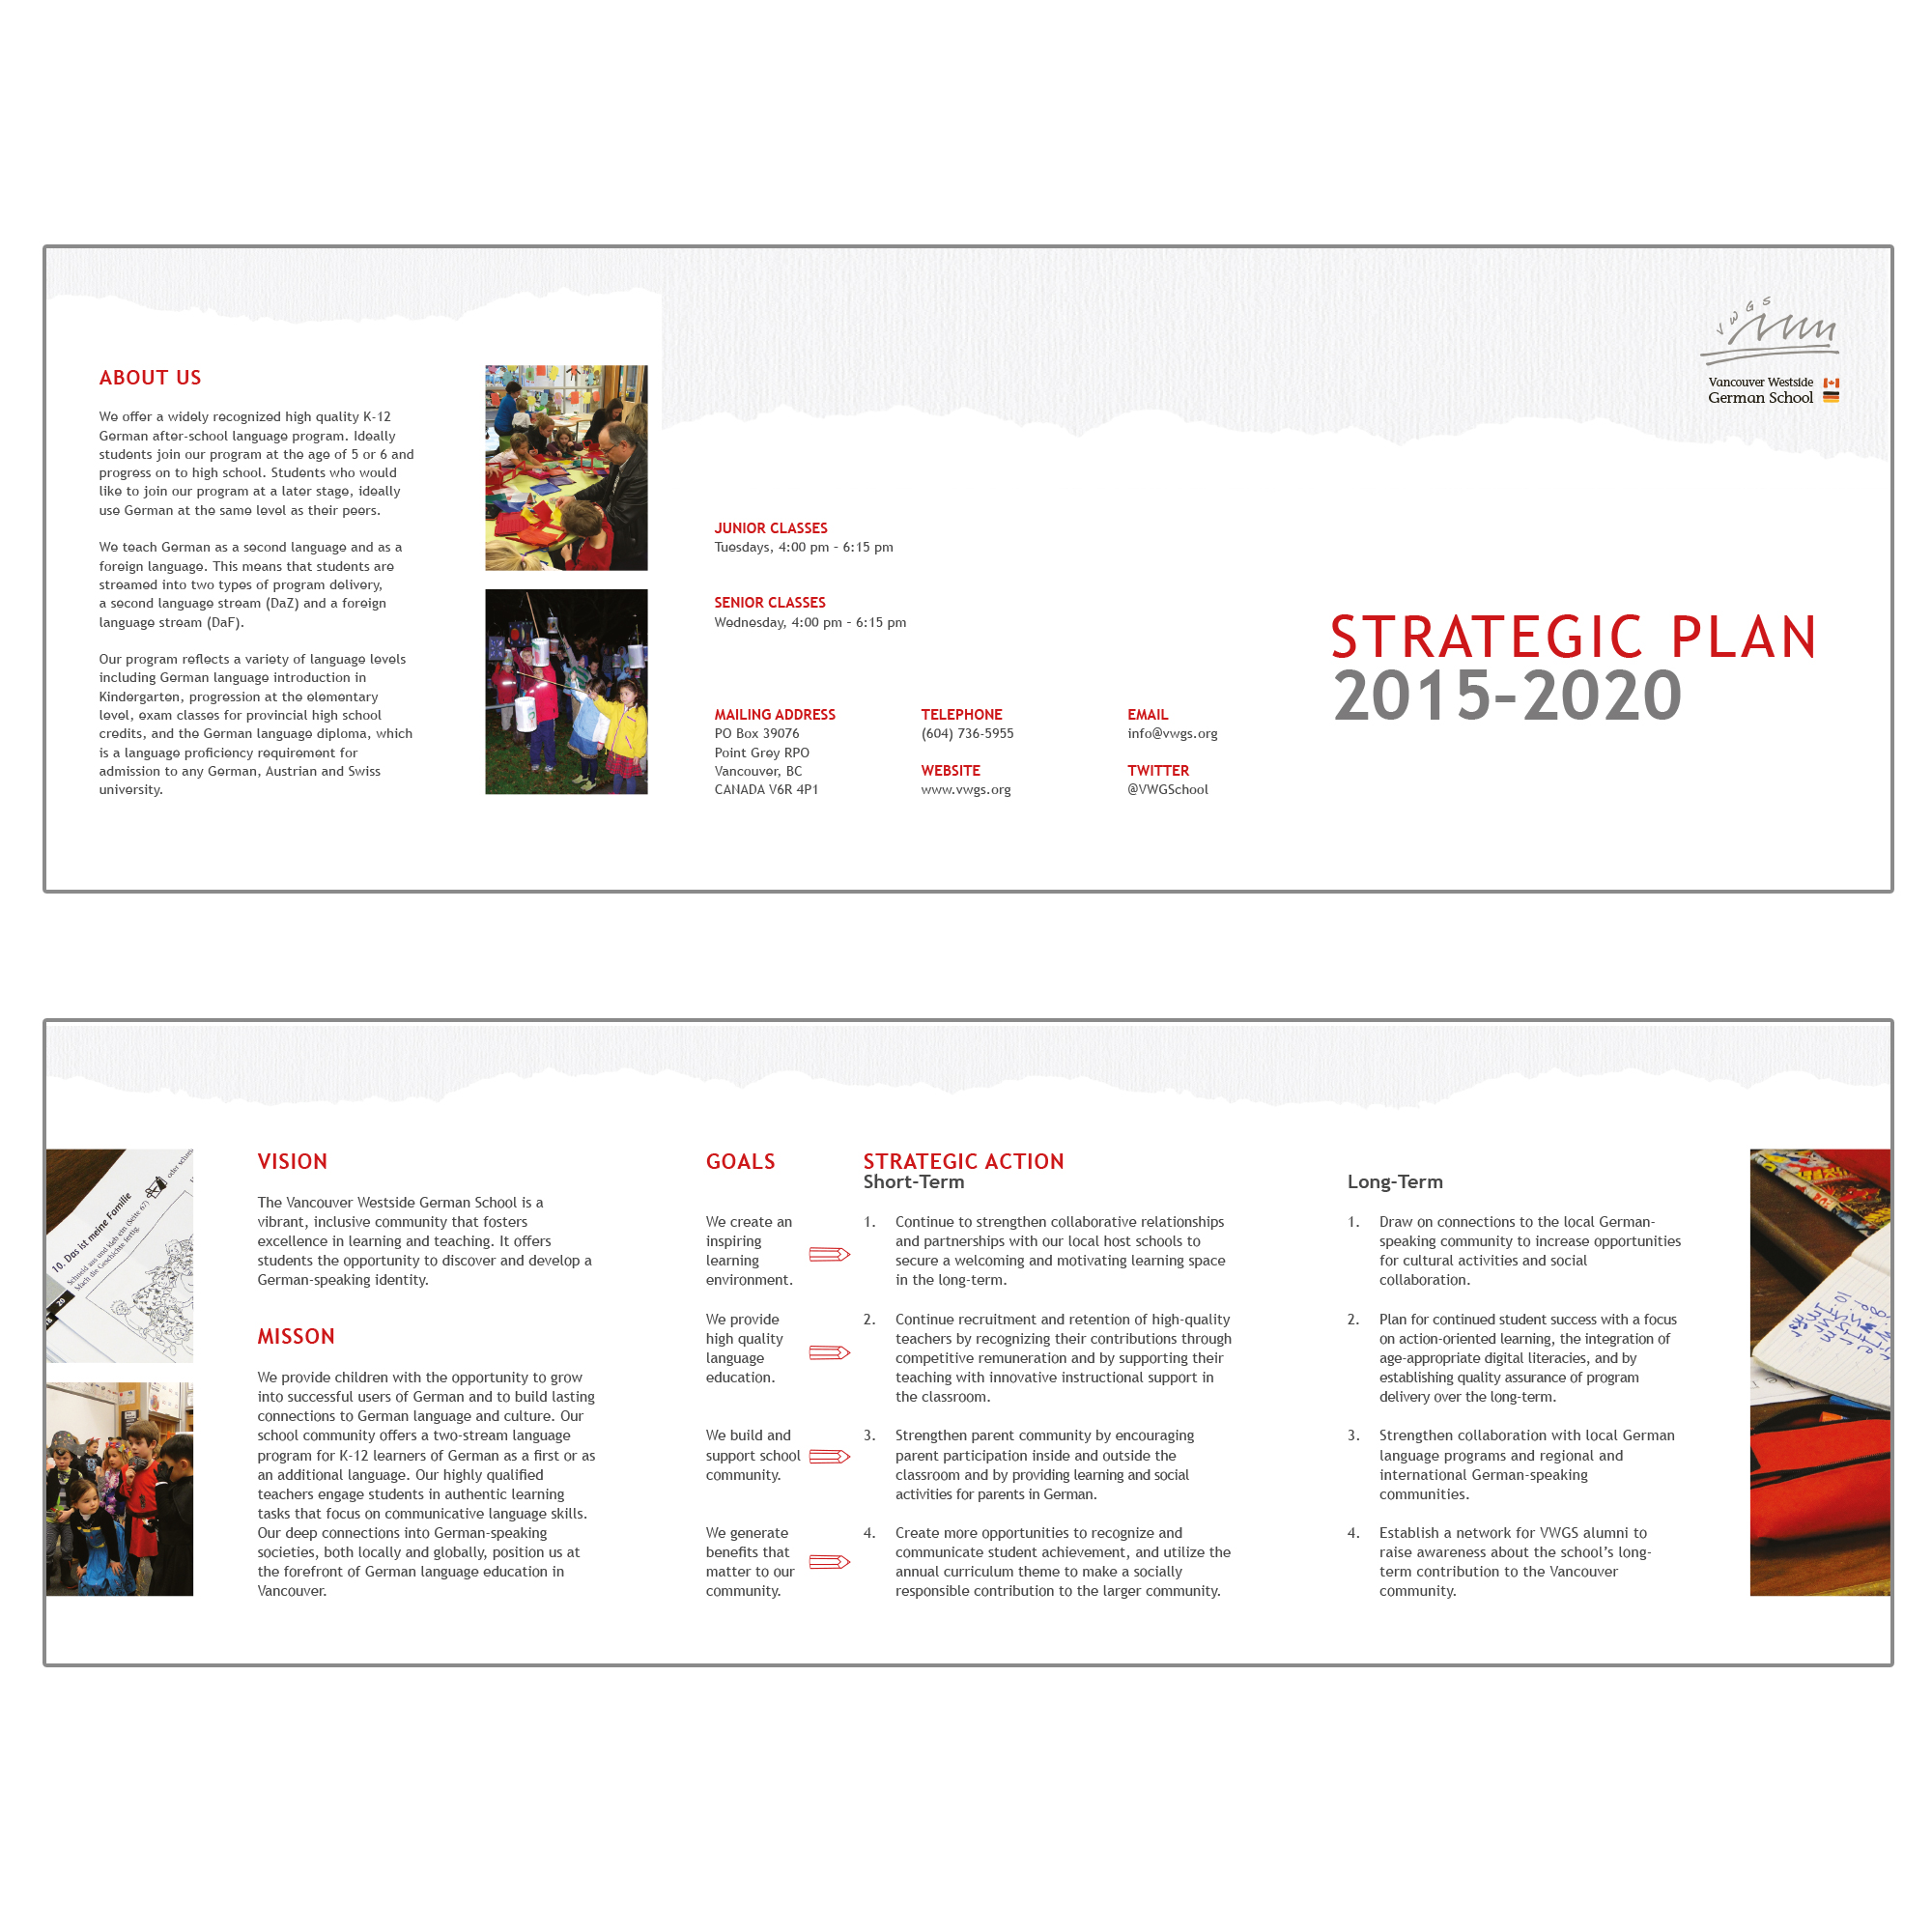 ABOUT US
We offer a widely recognized high quality K-12
German after-school language program. Ideally
students join our program at the age of 5 or 6 and
progress on to high school. Students who would
like to join our program at a later stage, ideally
use German at the same level as their peers.
We teach German as a second language and as a
foreign language. This means that students are
streamed into two types of program delivery,
a second language stream (DaZ) and a foreign
language stream (DaF).
Our program reflects a variety of language levels
including German language introduction in
Kindergarten, progression at the elementary
level, exam classes for provincial high school
credits, and the German language diploma, which
is a language proficiency requirement for
admission to any German, Austrian and Swiss
university.
JUNIOR CLASSES
Tuesdays, 4:00 pm – 6:15 pm
SENIOR CLASSES
Wednesday, 4:00 pm – 6:15 pm
MAILING ADDRESS
PO Box 39076
Point Grey RPO
Vancouver, BC
CANADA V6R 4P1
TELEPHONE
(604) 736-5955
WEBSITE
www.vwgs.org
EMAIL
info@vwgs.org
TWITTER
@VWGSchool
V W G S
Vancouver Westside
German School
STRATEGIC PLAN
2015–2020
10. Das ist meine Familie
Schneid aus und kleb ein (Seite 67)
Mach die Geschichte fertig.
20
VISION
The Vancouver Westside German School is a
vibrant, inclusive community that fosters
excellence in learning and teaching. It offers
students the opportunity to discover and develop a
German-speaking identity.
MISSON
We provide children with the opportunity to grow
into successful users of German and to build lasting
connections to German language and culture. Our
school community offers a two-stream language
program for K-12 learners of German as a first or as
an additional language. Our highly qualified
teachers engage students in authentic learning
tasks that focus on communicative language skills.
Our deep connections into German-speaking
societies, both locally and globally, position us at
the forefront of German language education in
Vancouver.
GOALS
We create an
inspiring
learning
environment.
We provide
high quality
language
education.
We build and
support school
community.
We generate
benefits that
matter to our
community.
STRATEGIC ACTION
Short-Term
1. Continue to strengthen collaborative relationships
and partnerships with our local host schools to
secure a welcoming and motivating learning space
in the long-term.
2. Continue recruitment and retention of high-quality
teachers by recognizing their contributions through
competitive remuneration and by supporting their
teaching with innovative instructional support in
the classroom.
3. Strengthen parent community by encouraging
parent participation inside and outside the
classroom and by providing learning and social
activities for parents in German.
4. Create more opportunities to recognize and
communicate student achievement, and utilize the
annual curriculum theme to make a socially
responsible contribution to the larger community.
Long-Term
1. Draw on connections to the local German-
speaking community to increase opportunities
for cultural activities and social
collaboration.
2. Plan for continued student success with a focus
on action-oriented learning, the integration of
age-appropriate digital literacies, and by
establishing quality assurance of program
delivery over the long-term.
3. Strengthen collaboration with local German
language programs and regional and
international German-speaking
communities.
4. Establish a network for VWGS alumni to
raise awareness about the school's long-
term contribution to the Vancouver
community.